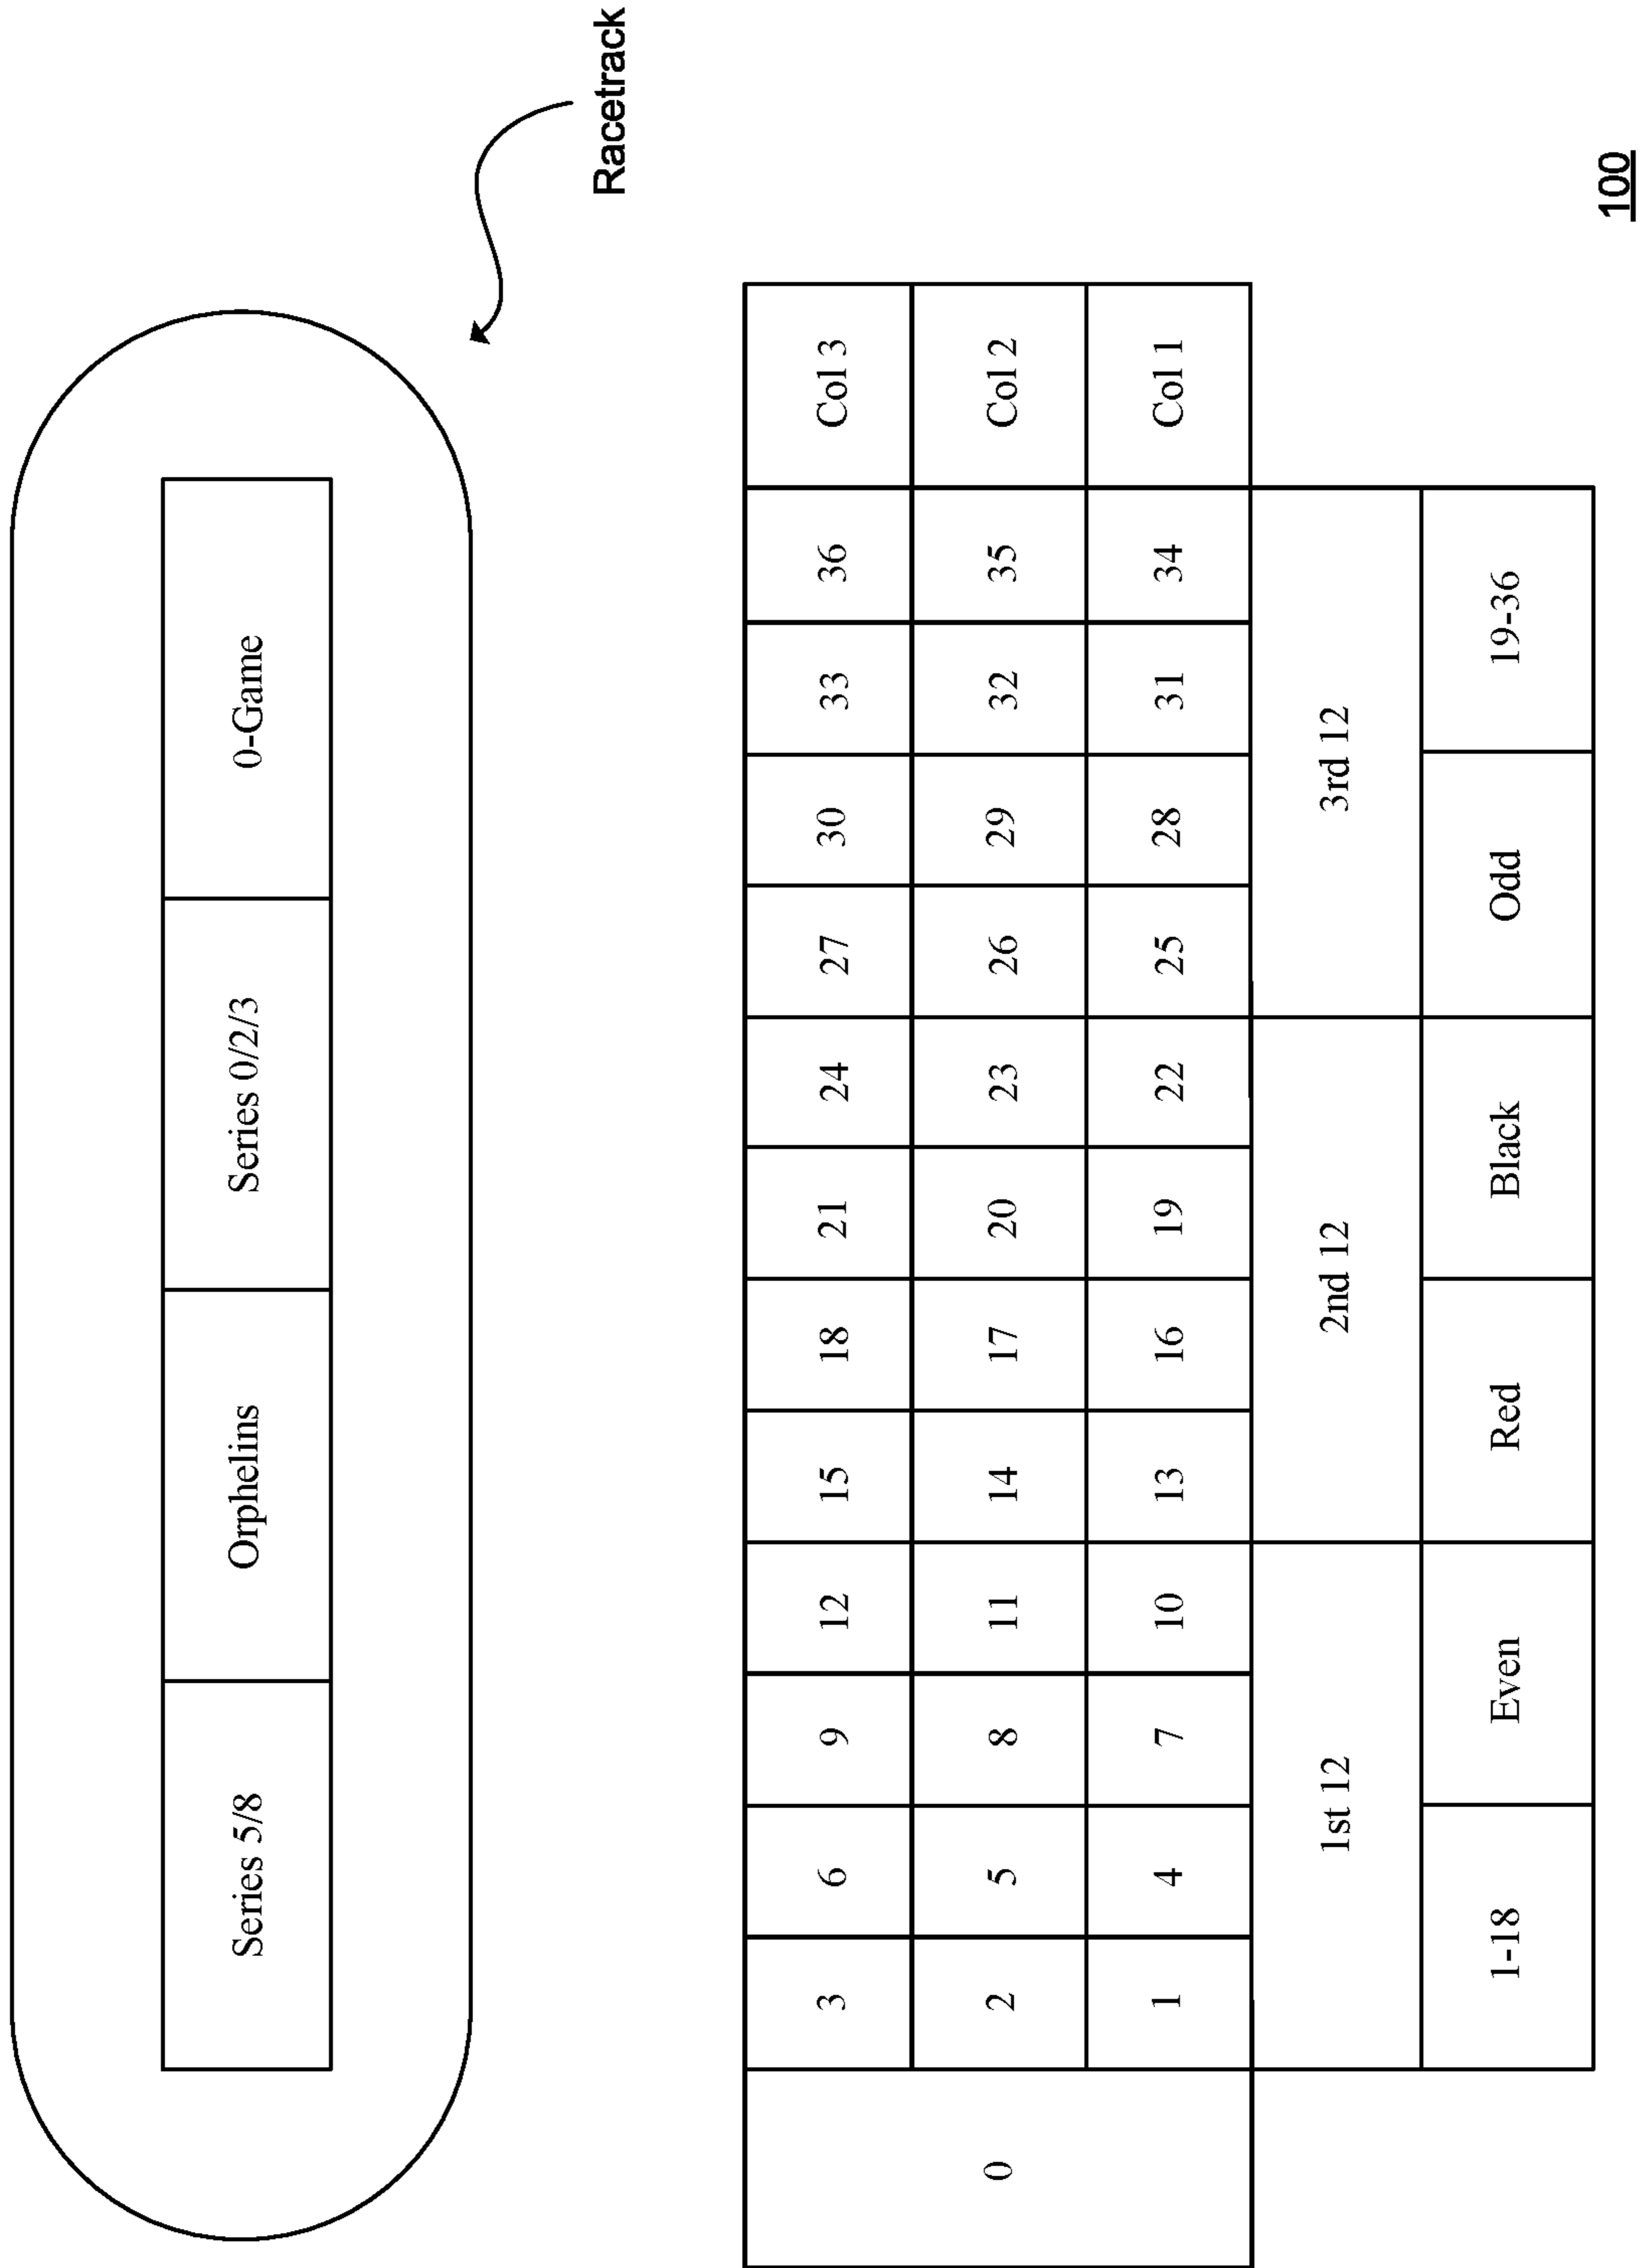 Racetrack
Series 5/8 Orphelins Series 0/2/3 0-Game
3 6 9 12 15 18 21 24 27 30 33 36 Col 3
0 2 5 8 11 14 17 20 23 26 29 32 35 Col 2
1 4 7 10 13 16 19 22 25 28 31 34 Col 1
1st 12 2nd 12 3rd 12
1-18 Even Red Black Odd 19-36
100